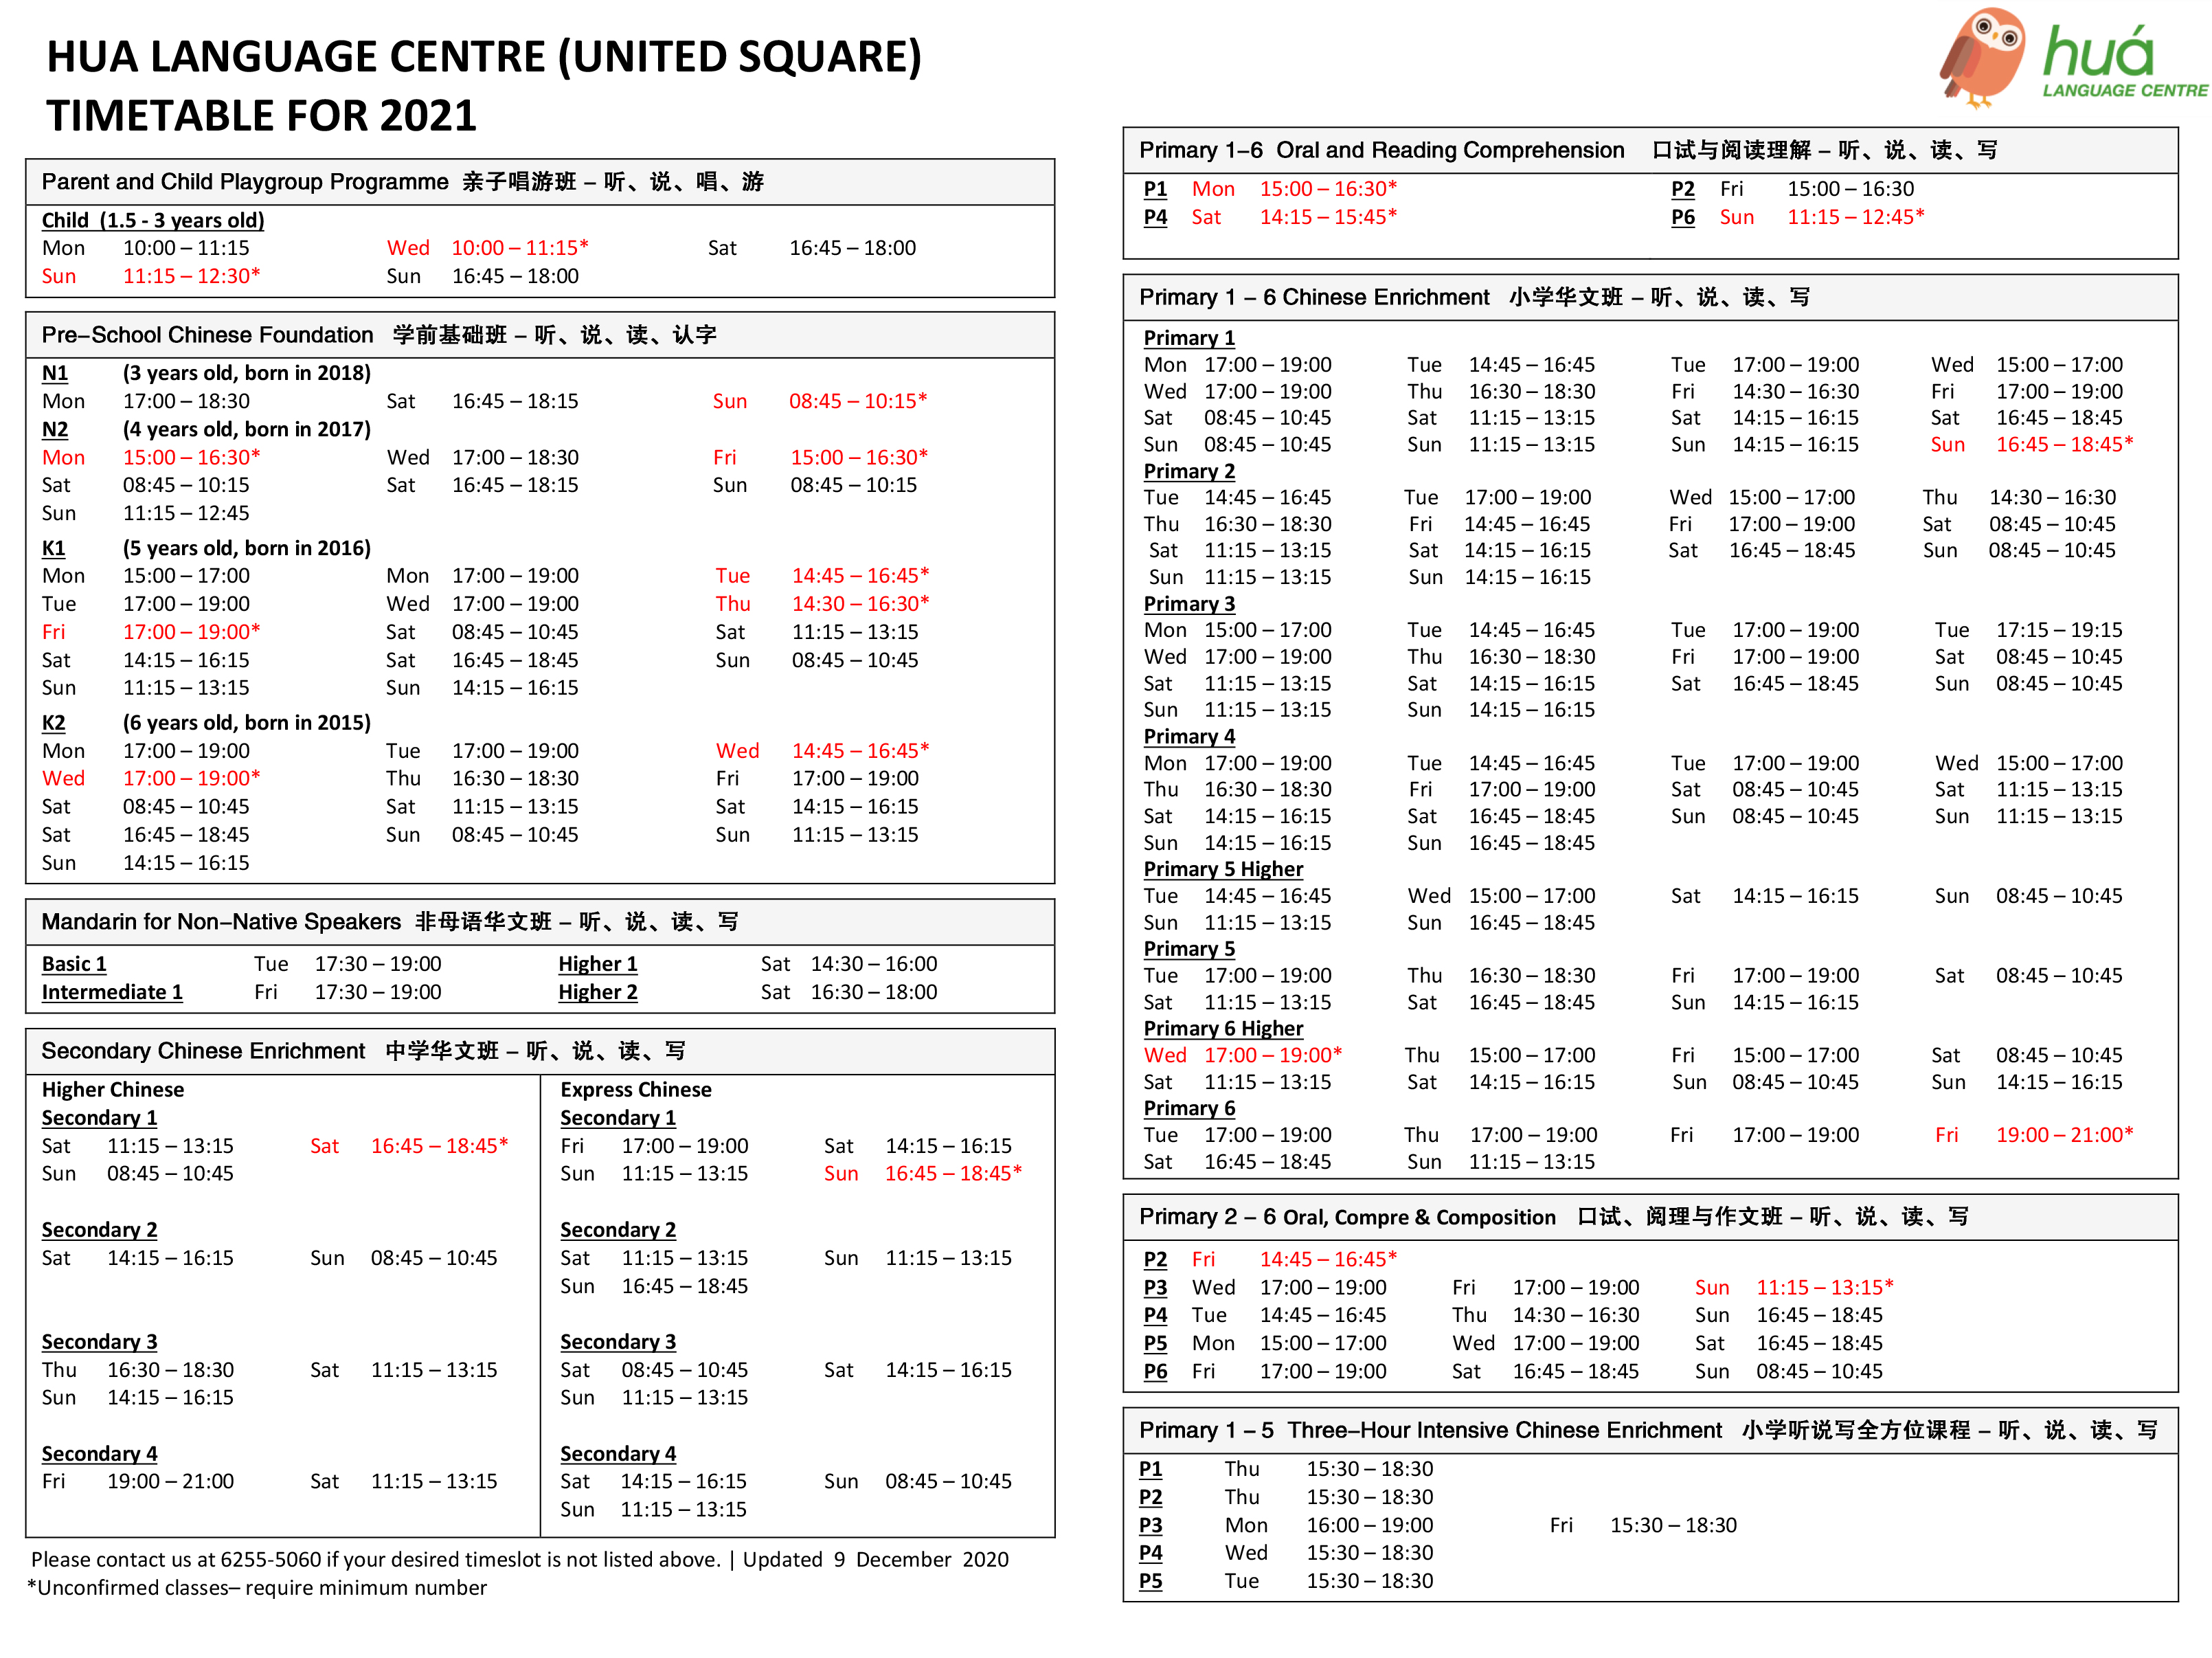 HUA LANGUAGE CENTRE (UNITED SQUARE)
TIMETABLE FOR 2021
huá
LANGUAGE CENTRE
Parent and Child Playgroup Programme 亲子唱游班 – 听、说、唱、游
Child (1.5 - 3 years old)
Mon 10:00 – 11:15 Wed 10:00 – 11:15* Sat 16:45 – 18:00
Sun 11:15 – 12:30* Sun 16:45 – 18:00
Pre-School Chinese Foundation 学前基础班 – 听、说、读、认字
N1 (3 years old, born in 2018)
Mon 17:00 – 18:30 Sat 16:45 – 18:15 Sun 08:45 – 10:15*
N2 (4 years old, born in 2017)
Mon 15:00 – 16:30* Wed 17:00 – 18:30 Fri 15:00 – 16:30*
Sat 08:45 – 10:15 Sat 16:45 – 18:15 Sun 08:45 – 10:15
Sun 11:15 – 12:45
K1 (5 years old, born in 2016)
Mon 15:00 – 17:00 Mon 17:00 – 19:00 Tue 14:45 – 16:45*
Tue 17:00 – 19:00 Wed 17:00 – 19:00 Thu 14:30 – 16:30*
Fri 17:00 – 19:00* Sat 08:45 – 10:45 Sat 11:15 – 13:15
Sat 14:15 – 16:15 Sat 16:45 – 18:45 Sun 08:45 – 10:45
Sun 11:15 – 13:15 Sun 14:15 – 16:15
K2 (6 years old, born in 2015)
Mon 17:00 – 19:00 Tue 17:00 – 19:00 Wed 14:45 – 16:45*
Wed 17:00 – 19:00* Thu 16:30 – 18:30 Fri 17:00 – 19:00
Sat 08:45 – 10:45 Sat 11:15 – 13:15 Sat 14:15 – 16:15
Sat 16:45 – 18:45 Sun 08:45 – 10:45 Sun 11:15 – 13:15
Sun 14:15 – 16:15
Mandarin for Non-Native Speakers 非母语华文班 – 听、说、读、写
Basic 1 Tue 17:30 – 19:00 Higher 1 Sat 14:30 – 16:00
Intermediate 1 Fri 17:30 – 19:00 Higher 2 Sat 16:30 – 18:00
Secondary Chinese Enrichment 中学华文班 – 听、说、读、写
Higher Chinese
Secondary 1
Sat 11:15 – 13:15 Sat 16:45 – 18:45*
Sun 08:45 – 10:45
Secondary 2
Sat 14:15 – 16:15 Sun 08:45 – 10:45
Secondary 3
Thu 16:30 – 18:30 Sat 11:15 – 13:15
Sun 14:15 – 16:15
Secondary 4
Fri 19:00 – 21:00 Sat 11:15 – 13:15
Express Chinese
Secondary 1
Fri 17:00 – 19:00 Sat 14:15 – 16:15
Sun 11:15 – 13:15 Sun 16:45 – 18:45*
Secondary 2
Sat 11:15 – 13:15 Sun 11:15 – 13:15
Sun 16:45 – 18:45
Secondary 3
Sat 08:45 – 10:45 Sat 14:15 – 16:15
Sun 11:15 – 13:15
Secondary 4
Sat 14:15 – 16:15 Sun 08:45 – 10:45
Sun 11:15 – 13:15
Please contact us at 6255-5060 if your desired timeslot is not listed above. | Updated 9 December 2020
*Unconfirmed classes– require minimum number
Primary 1-6 Oral and Reading Comprehension 口试与阅读理解 – 听、说、读、写
P1 Mon 15:00 – 16:30* P2 Fri 15:00 – 16:30
P4 Sat 14:15 – 15:45* P6 Sun 11:15 – 12:45*
Primary 1 – 6 Chinese Enrichment 小学华文班 – 听、说、读、写
Primary 1
Mon 17:00 – 19:00 Tue 14:45 – 16:45 Tue 17:00 – 19:00 Wed 15:00 – 17:00
Wed 17:00 – 19:00 Thu 16:30 – 18:30 Fri 14:30 – 16:30 Fri 17:00 – 19:00
Sat 08:45 – 10:45 Sat 11:15 – 13:15 Sat 14:15 – 16:15 Sat 16:45 – 18:45
Sun 08:45 – 10:45 Sun 11:15 – 13:15 Sun 14:15 – 16:15 Sun 16:45 – 18:45*
Primary 2
Tue 14:45 – 16:45 Tue 17:00 – 19:00 Wed 15:00 – 17:00 Thu 14:30 – 16:30
Thu 16:30 – 18:30 Fri 14:45 – 16:45 Fri 17:00 – 19:00 Sat 08:45 – 10:45
Sat 11:15 – 13:15 Sat 14:15 – 16:15 Sat 16:45 – 18:45 Sun 08:45 – 10:45
Sun 11:15 – 13:15 Sun 14:15 – 16:15
Primary 3
Mon 15:00 – 17:00 Tue 14:45 – 16:45 Tue 17:00 – 19:00 Tue 17:15 – 19:15
Wed 17:00 – 19:00 Thu 16:30 – 18:30 Fri 17:00 – 19:00 Sat 08:45 – 10:45
Sat 11:15 – 13:15 Sat 14:15 – 16:15 Sat 16:45 – 18:45 Sun 08:45 – 10:45
Sun 11:15 – 13:15 Sun 14:15 – 16:15
Primary 4
Mon 17:00 – 19:00 Tue 14:45 – 16:45 Tue 17:00 – 19:00 Wed 15:00 – 17:00
Thu 16:30 – 18:30 Fri 17:00 – 19:00 Sat 08:45 – 10:45 Sat 11:15 – 13:15
Sat 14:15 – 16:15 Sat 16:45 – 18:45 Sun 08:45 – 10:45 Sun 11:15 – 13:15
Sun 14:15 – 16:15 Sun 16:45 – 18:45
Primary 5 Higher
Tue 14:45 – 16:45 Wed 15:00 – 17:00 Sat 14:15 – 16:15 Sun 08:45 – 10:45
Sun 11:15 – 13:15 Sun 16:45 – 18:45
Primary 5
Tue 17:00 – 19:00 Thu 16:30 – 18:30 Fri 17:00 – 19:00 Sat 08:45 – 10:45
Sat 11:15 – 13:15 Sat 16:45 – 18:45 Sun 14:15 – 16:15
Primary 6 Higher
Wed 17:00 – 19:00* Thu 15:00 – 17:00 Fri 15:00 – 17:00 Sat 08:45 – 10:45
Sat 11:15 – 13:15 Sat 14:15 – 16:15 Sun 08:45 – 10:45 Sun 14:15 – 16:15
Primary 6
Tue 17:00 – 19:00 Thu 17:00 – 19:00 Fri 17:00 – 19:00 Fri 19:00 – 21:00*
Sat 16:45 – 18:45 Sun 11:15 – 13:15
Primary 2 – 6 Oral, Compre & Composition 口试、阅理与作文班 – 听、说、读、写
P2 Fri 14:45 – 16:45*
P3 Wed 17:00 – 19:00 Fri 17:00 – 19:00 Sun 11:15 – 13:15*
P4 Tue 14:45 – 16:45 Thu 14:30 – 16:30 Sun 16:45 – 18:45
P5 Mon 15:00 – 17:00 Wed 17:00 – 19:00 Sat 16:45 – 18:45
P6 Fri 17:00 – 19:00 Sat 16:45 – 18:45 Sun 08:45 – 10:45
Primary 1 – 5 Three-Hour Intensive Chinese Enrichment 小学听说写全方位课程 – 听、说、读、写
P1 Thu 15:30 – 18:30
P2 Thu 15:30 – 18:30
P3 Mon 16:00 – 19:00 Fri 15:30 – 18:30
P4 Wed 15:30 – 18:30
P5 Tue 15:30 – 18:30